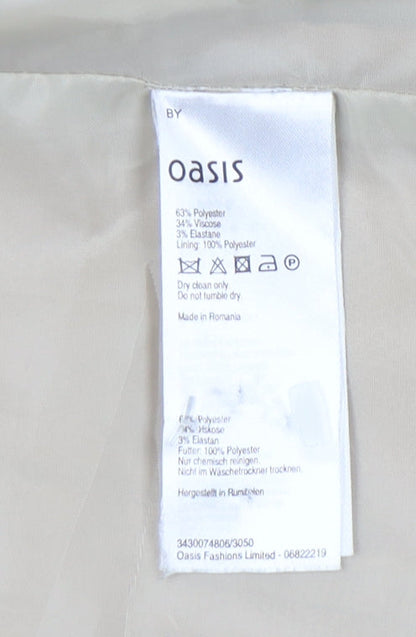 BY
oasis
63% Polyester
34% Viscose
3% Elastane
Lining: 100% Polyester
P
Dry clean only
Do not tumble dry
Made in Romania
Polyester
Viskose
3% Elastan
Futter: 100% Polyester
Nur chemisch reinigen.
Nicht im Wäschetrockner trocknen.
Hergestellt in Rumänien
3430074806/3050
Oasis Fashions Limited - 06822219